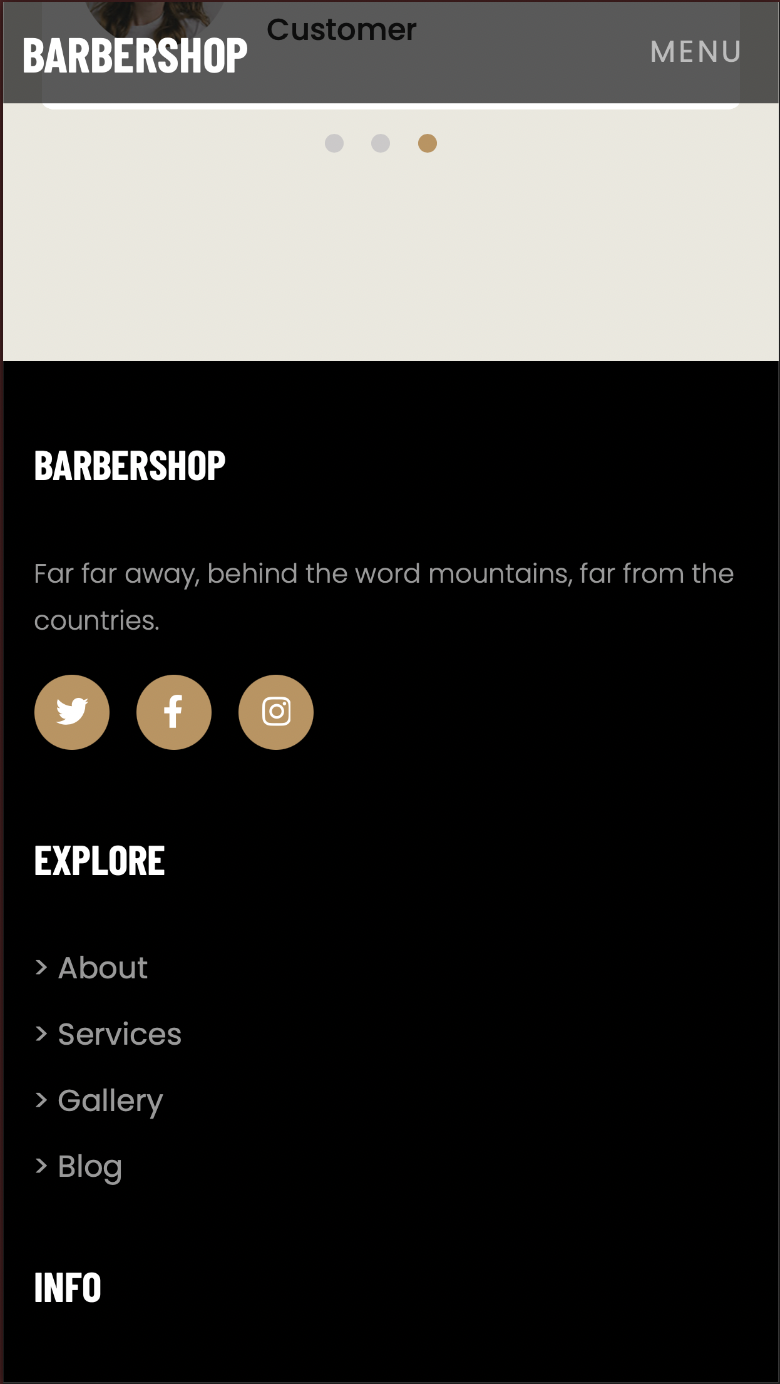 Customer
BARBERSHOP
MENU
BARBERSHOP
Far far away, behind the word mountains, far from the
countries.
EXPLORE
> About
> Services
> Gallery
> Blog
INFO